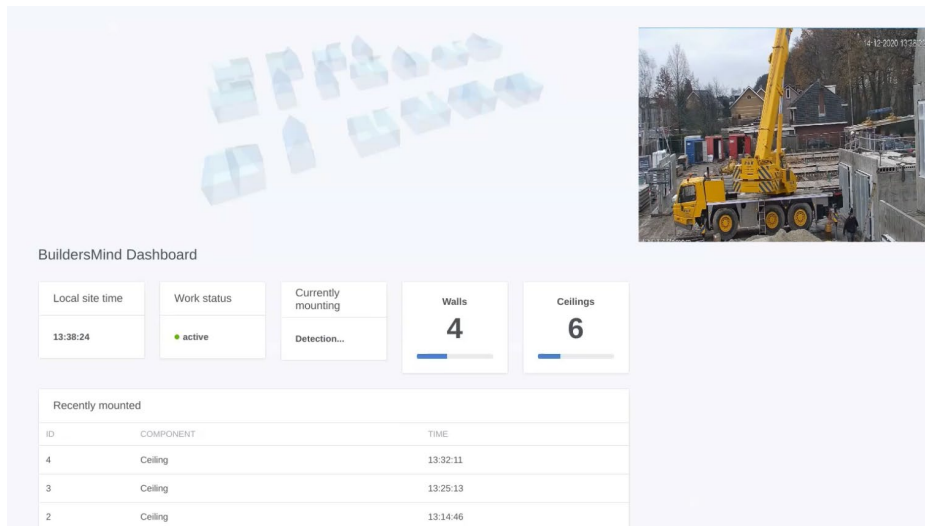 14-12-2020 13:38:2
BuildersMind Dashboard
Local site time
Work status
Currently
mounting
Walls
Ceilings
13:38:24
active
Detection...
4
6
Recently mounted
ID COMPONENT TIME
4 Ceiling 13:32:11
3 Ceiling 13:25:13
2 Ceiling 13:14:46